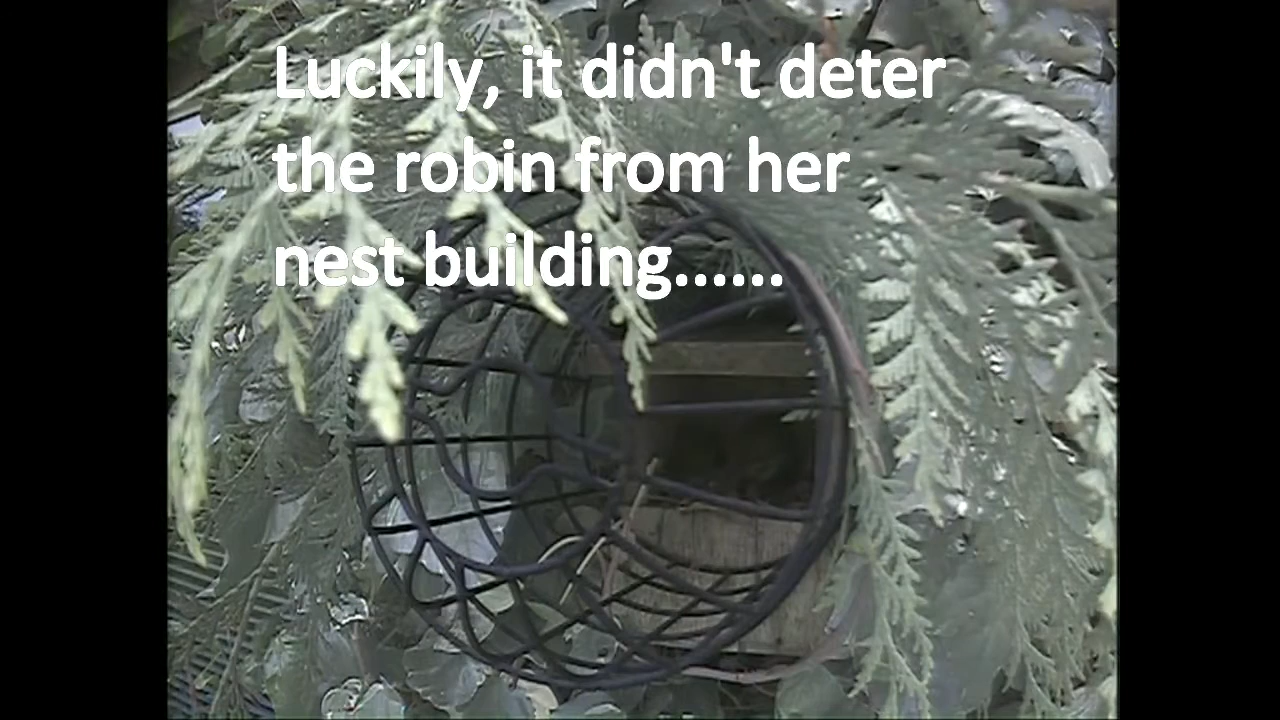 Luckily, it didn't deter
the robin from her
nest building......